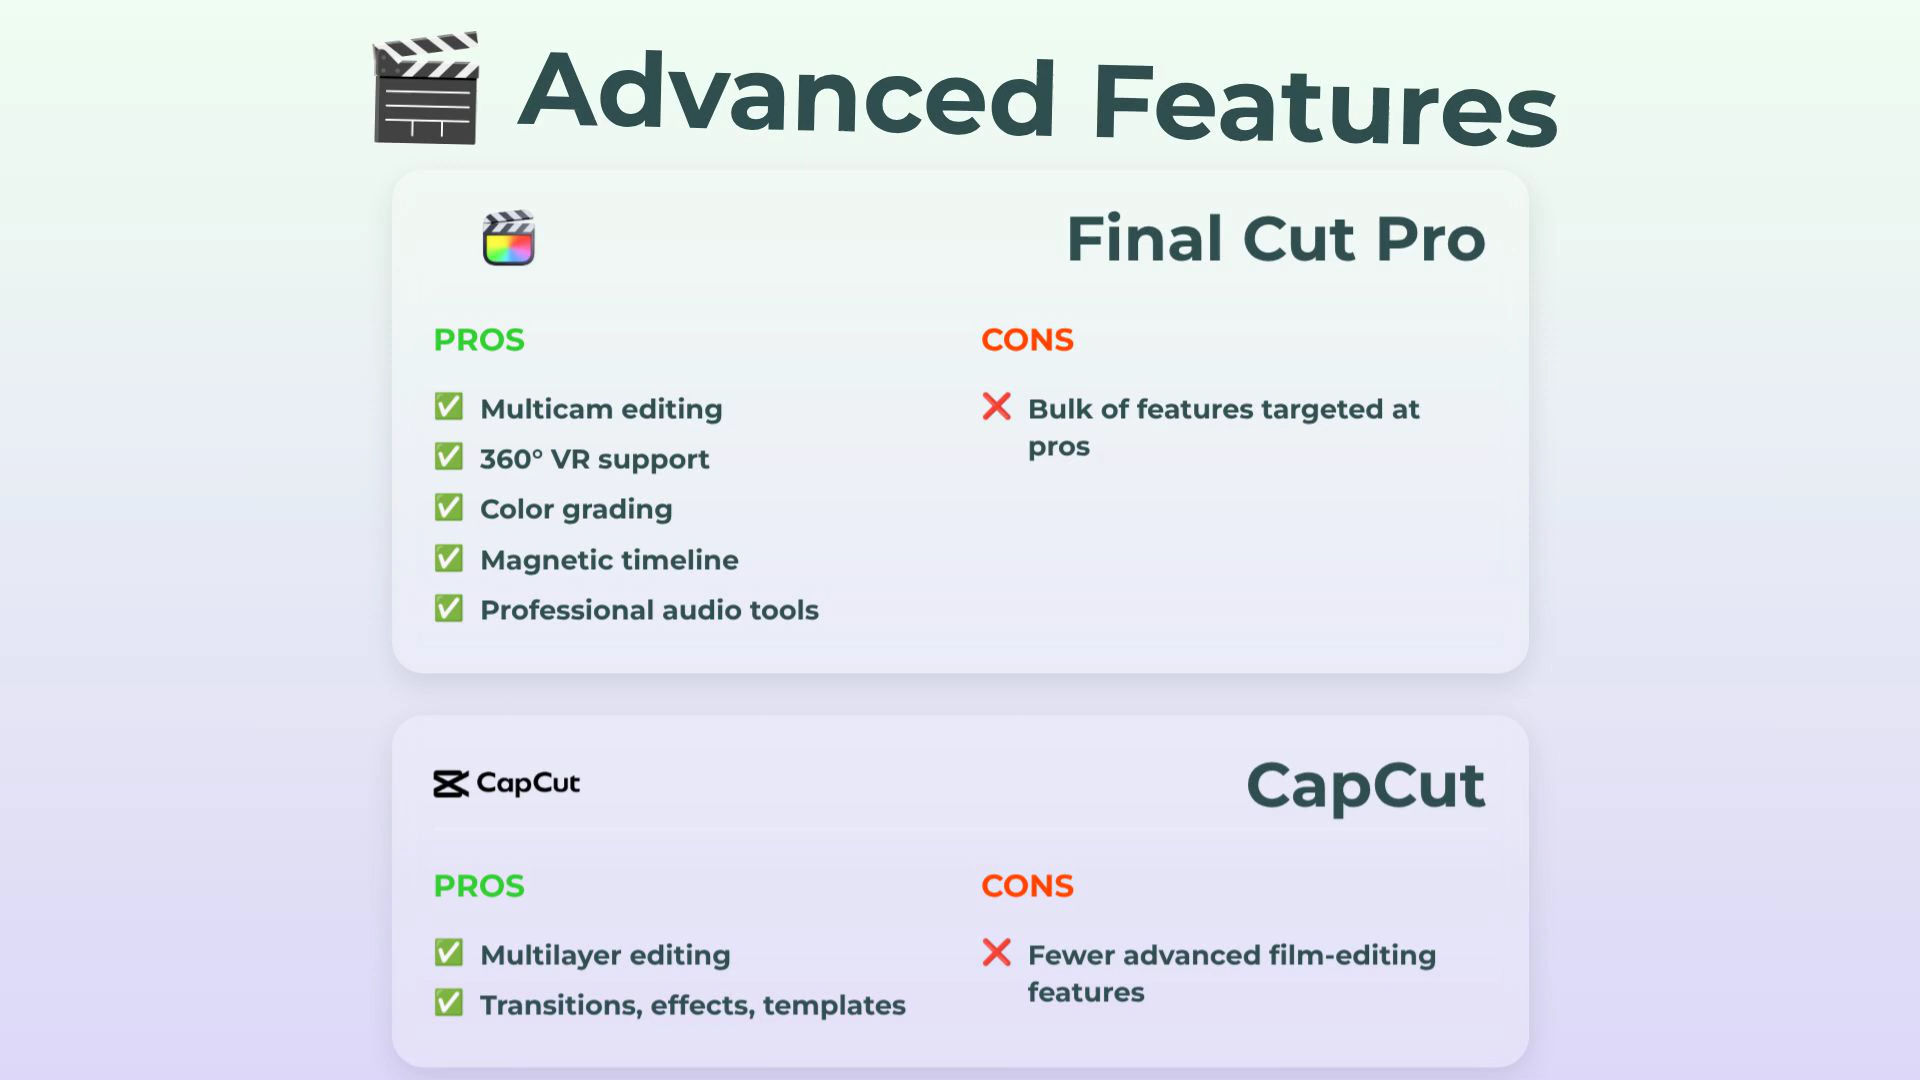 Advanced Features
Final Cut Pro
PROS
Multicam editing
360° VR support
Color grading
Magnetic timeline
Professional audio tools
CONS
Bulk of features targeted at
pros
CapCut
CapCut
PROS
Multilayer editing
Transitions, effects, templates
CONS
Fewer advanced film-editing
features